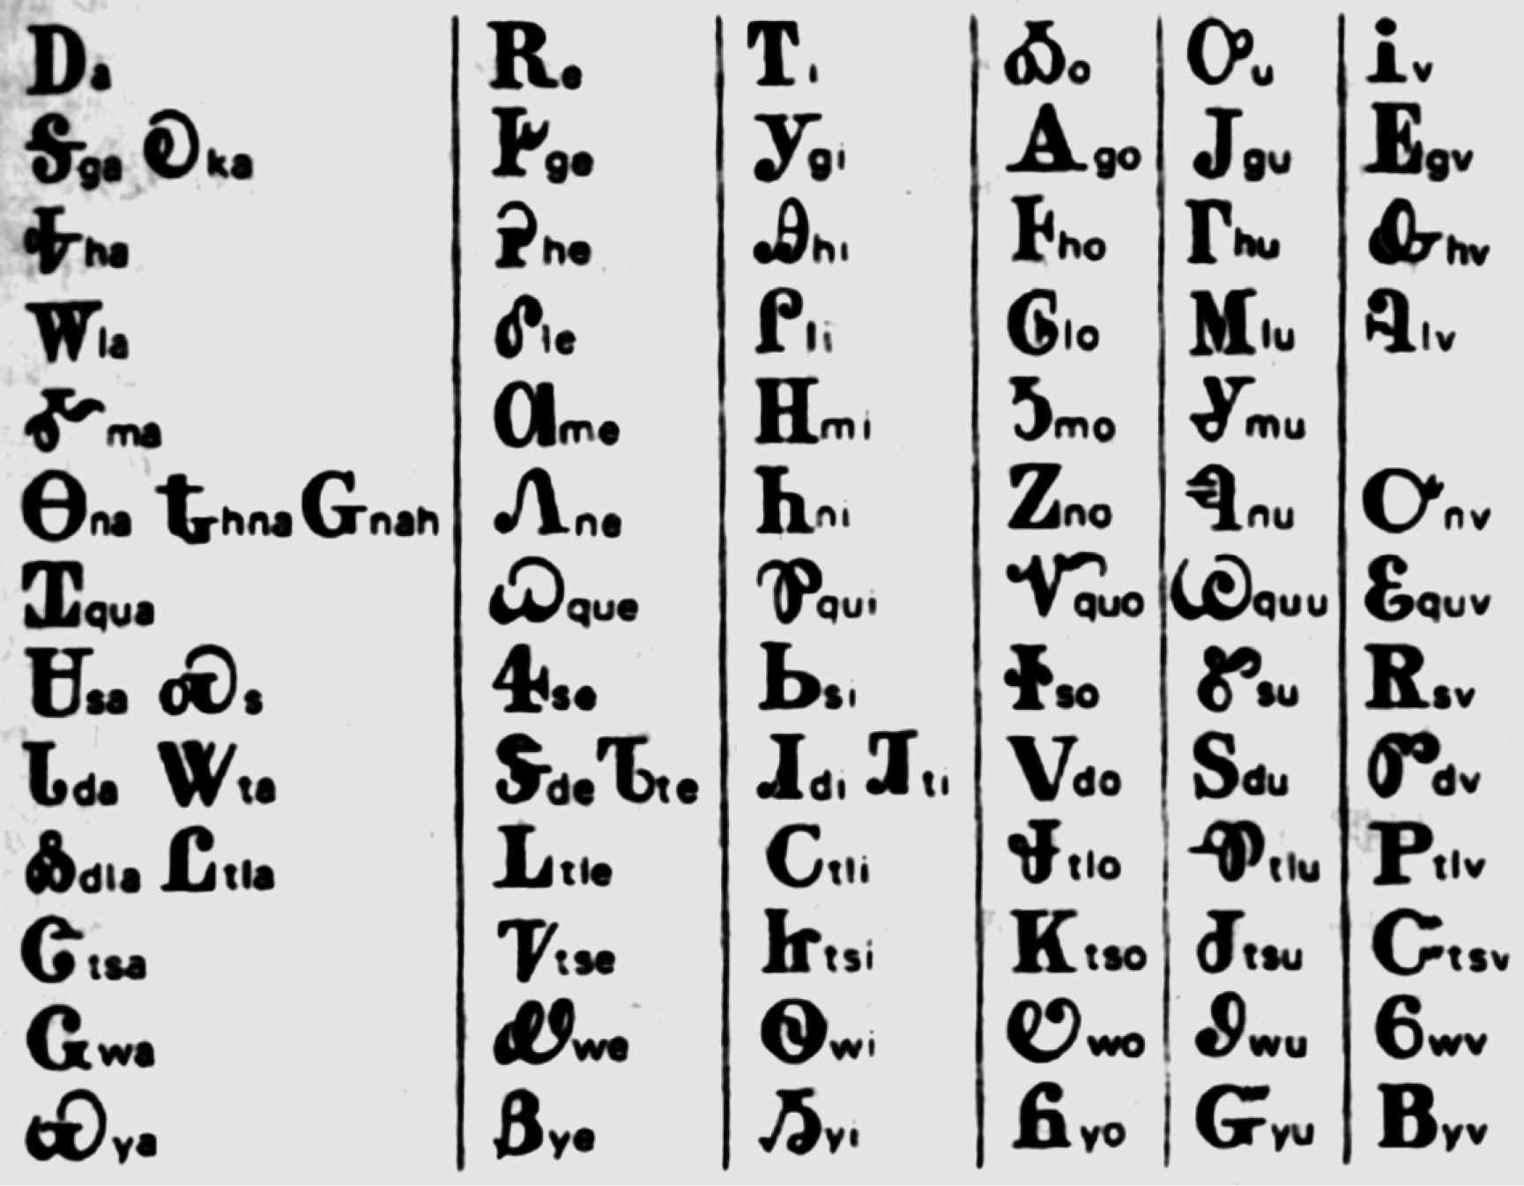 Ꭰa Ꭱe Ꭲi Ꭳo Ꭴu Ꭵv
Ꭶga Ꭷka Ꭸge Ꭹgi Ꭺgo Ꭻgu Ꭼgv
Ꭽha Ꭾhe Ꭿhi Ꮀho Ꮁhu Ꮂhv
Ꮃla Ꮄle Ꮅli Ꮆlo Ꮇlu Ꮈlv
Ꮉma Ꮊme Ꮋmi Ꮌmo Ꮍmu
Ꮎna Ꮏhna Ꮐnah Ꮑne Ꮒni Ꮓno Ꮔnu Ꮕnv
Ꮖqua Ꮗque Ꮘqui Ꮙquo Ꮚquu Ꮛquv
Ꮜsa Ꮝs Ꮞse Ꮟsi Ꮠso Ꮡsu Ꮢsv
Ꮣda Ꮤta Ꮥde Ꮦte Ꮧdi Ꮨti Ꮩdo Ꮪdu Ꮫdv
Ꮬdla Ꮭtla Ꮮtle Ꮯtli Ꮰtlo Ꮱtlu Ꮲtlv
Ꮳtsa Ꮴtse Ꮵtsi Ꮶtso Ꮷtsu Ꮸtsv
Ꮹwa Ꮺwe Ꮻwi Ꮼwo Ꮽwu Ꮾwv
Ꮿya Ᏸye Ᏹyi Ᏺyo Ᏻyu Ᏼyv